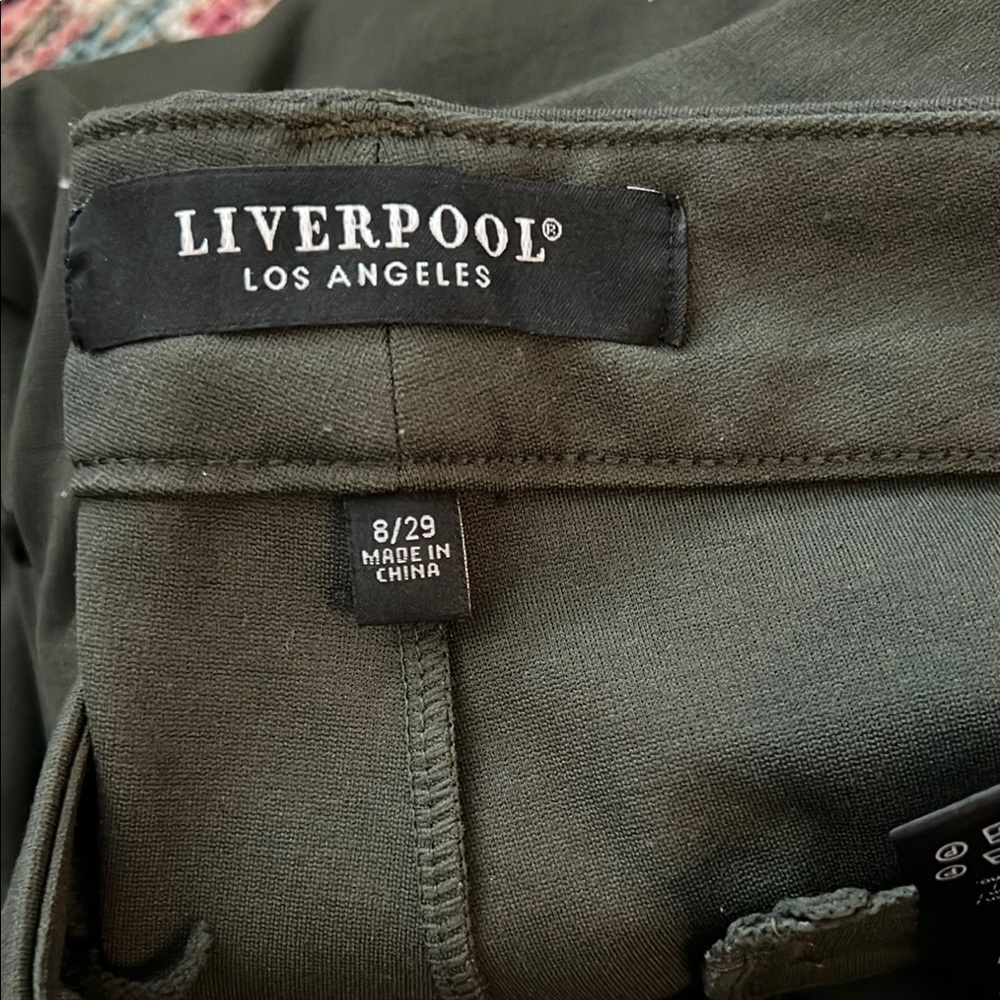 LIVERPOOL®
LOS ANGELES
8/29
MADE IN
CHINA